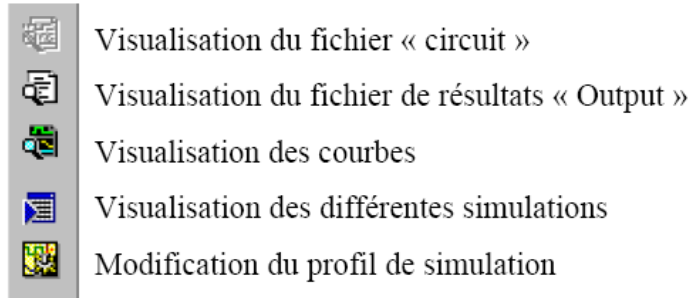 Visualisation du fichier « circuit »
Visualisation du fichier de résultats « Output »
Visualisation des courbes
Visualisation des différentes simulations
Modification du profil de simulation